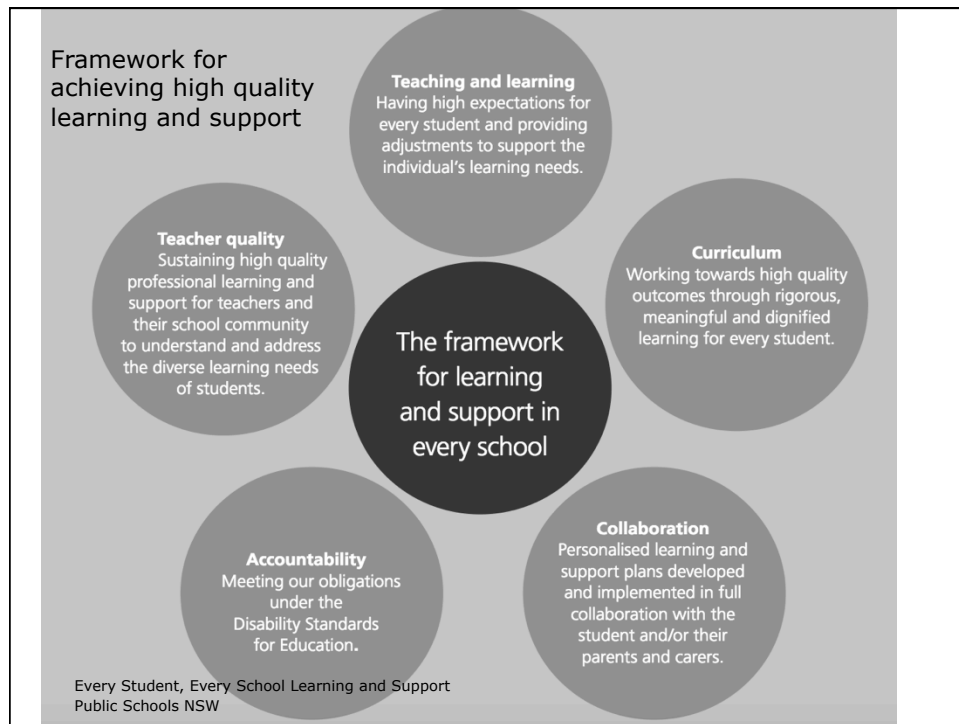 Framework for
achieving high quality
learning and support
Teaching and learning
Having high expectations for
every student and providing
adjustments to support the
individual's learning needs.
Teacher quality
Sustaining high quality
professional learning and
support for teachers and
their school community
to understand and address
the diverse learning needs
of students.
Curriculum
Working towards high quality
outcomes through rigorous,
meaningful and dignified
learning for every student.
The framework
for learning
and support in
every school
Accountability
Meeting our obligations
under the
Disability Standards
for Education.
Collaboration
Personalised learning and
support plans developed
and implemented in full
collaboration with the
student and/or their
parents and carers.
Every Student, Every School Learning and Support
Public Schools NSW